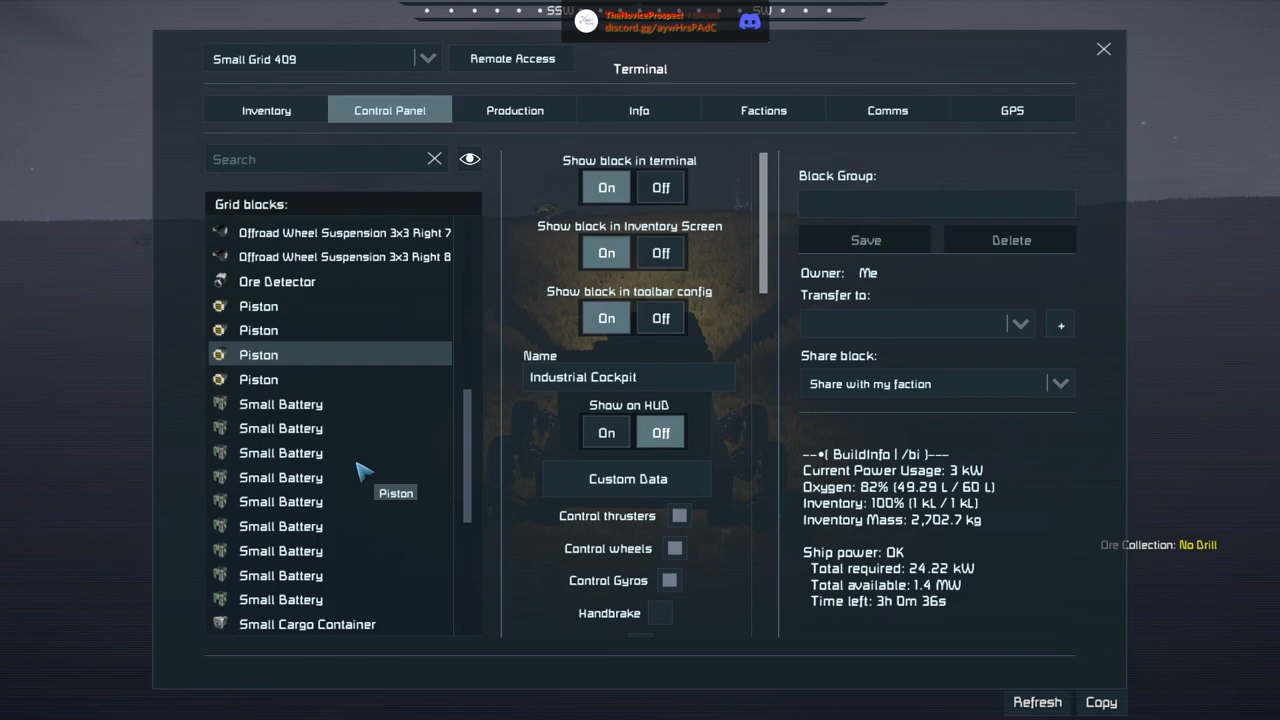 SSW
SW
TheNoviceProspect
discord.gg/aywHrsPAdC
Small Grid 409
Remote Access
Terminal
Inventory
Control Panel
Production
Info
Factions
Comms
GPS
Search
Grid blocks:
Offroad Wheel Suspension 3x3 Right 7
Offroad Wheel Suspension 3x3 Right 8
Ore Detector
Piston
Piston
Piston
Piston
Small Battery
Small Battery
Small Battery
Small Battery
Small Battery
Small Battery
Small Battery
Small Battery
Small Battery
Small Cargo Container
Piston
Show block in terminal
On Off
Show block in Inventory Screen
On Off
Show block in toolbar config
On Off
Name
Industrial Cockpit
Show on HUD
On Off
Custom Data
Control thrusters
Control wheels
Control Gyros
Handbrake
Block Group:
Save
Delete
Owner: Me
Transfer to:
+
Share block:
Share with my faction
--•( BuildInfo | /bi )---
Current Power Usage: 3 kW
Oxygen: 82% (49.29 L / 60 L)
Inventory: 100% (1 kL / 1 kL)
Inventory Mass: 2,702.7 kg
Ship power: OK
Total required: 24.22 kW
Total available: 1.4 MW
Time left: 3h 0m 36s
Ore Collection: No Drill
Refresh
Copy